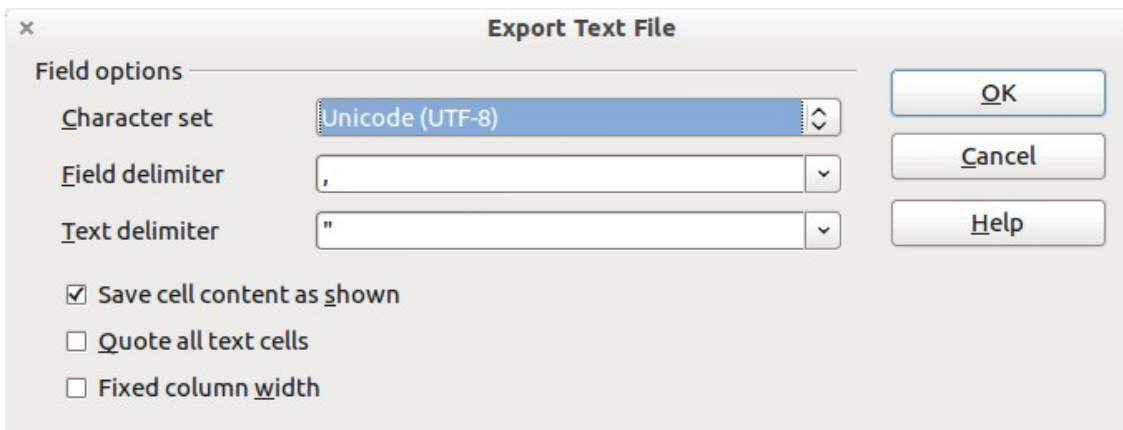 Export Text File
Field options
OK
Character set
Unicode (UTF-8)
Cancel
Field delimiter
,
Text delimiter
"
Help
Save cell content as shown
Quote all text cells
Fixed column width